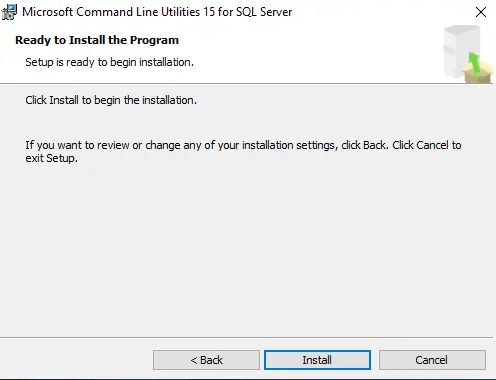 Microsoft Command Line Utilities 15 for SQL Server
Ready to Install the Program
Setup is ready to begin installation.
Click Install to begin the installation.
If you want to review or change any of your installation settings, click Back. Click Cancel to
exit Setup.
< Back
Install
Cancel